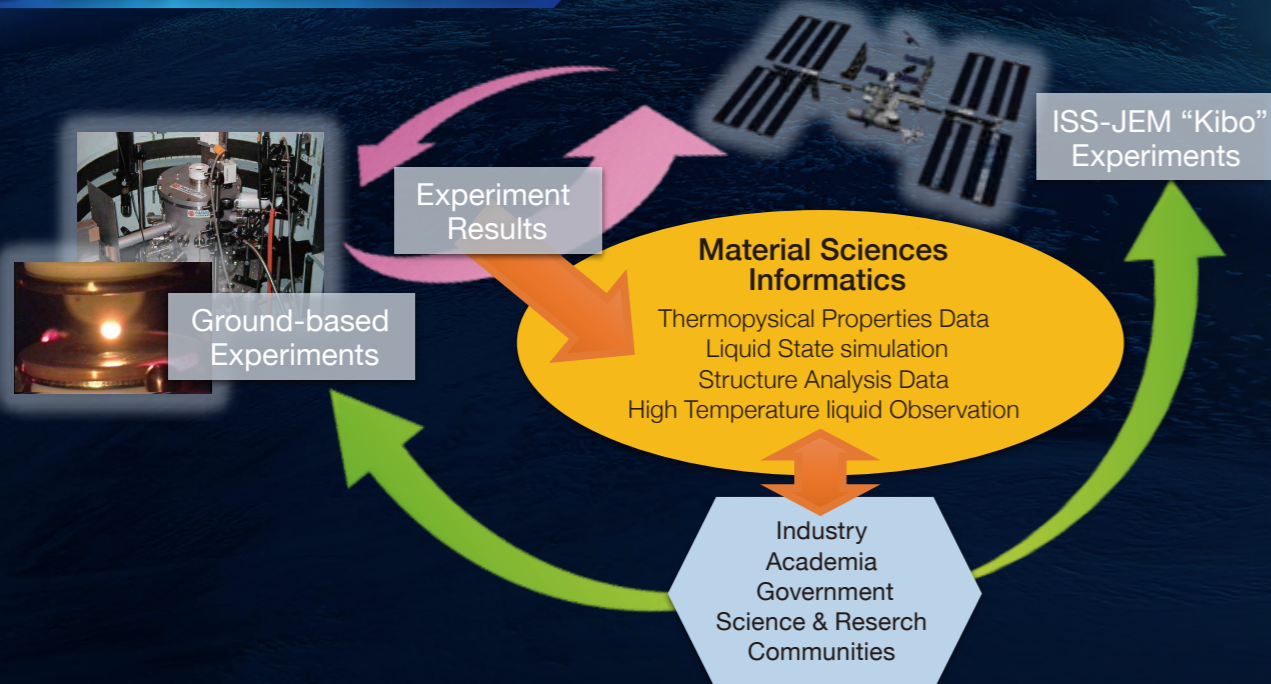 ISS-JEM “Kibo”
Experiments
Experiment
Results
Ground-based
Experiments
Material Sciences
Informatics
Thermopysical Properties Data
Liquid State simulation
Structure Analysis Data
High Temperature liquid Observation
Industry
Academia
Government
Science & Reserch
Communities